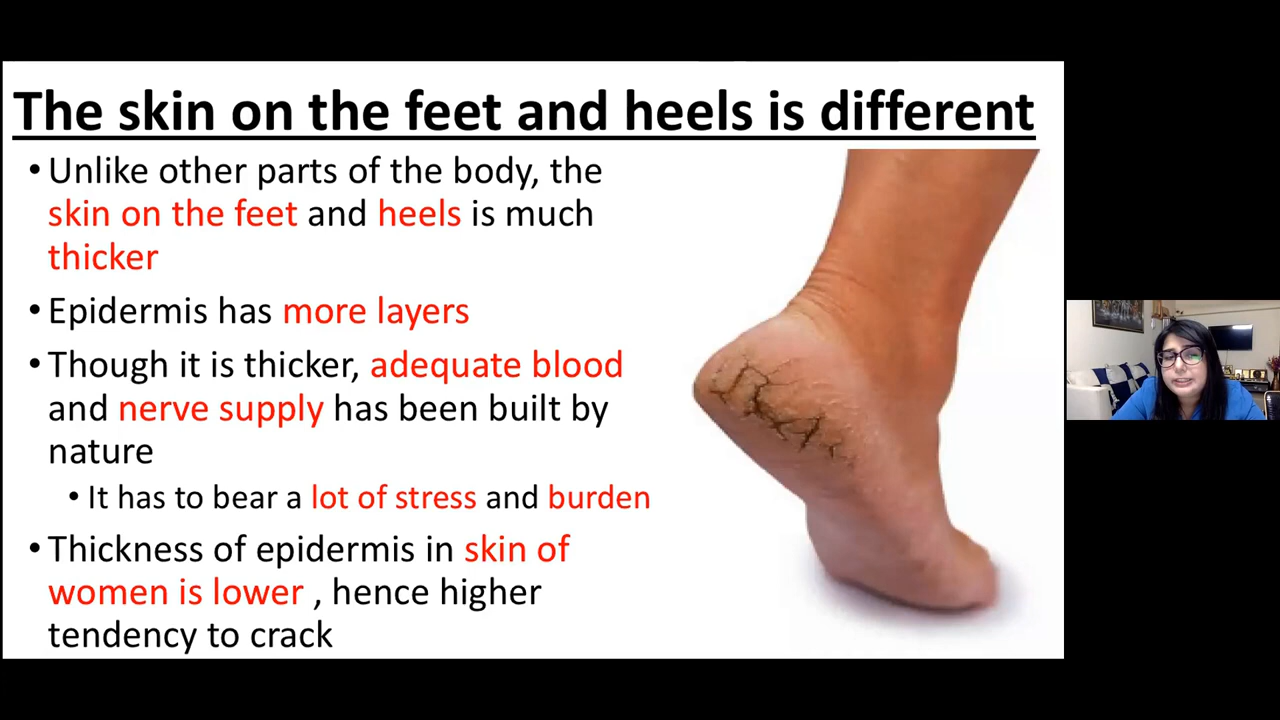 The skin on the feet and heels is different
• Unlike other parts of the body, the
skin on the feet and heels is much
thicker
• Epidermis has more layers
• Though it is thicker, adequate blood
and nerve supply has been built by
nature
• It has to bear a lot of stress and burden
• Thickness of epidermis in skin of
women is lower , hence higher
tendency to crack